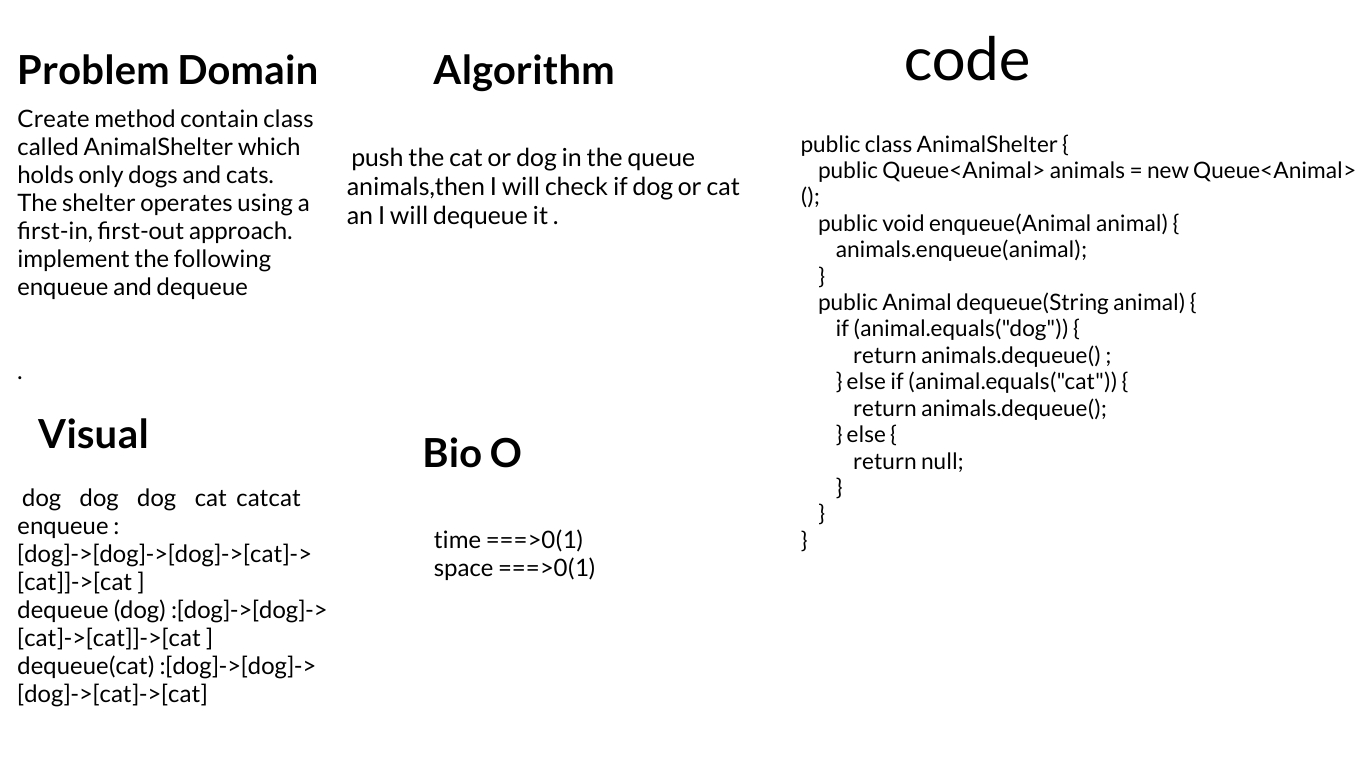 Problem Domain
Create method contain class
called AnimalShelter which
holds only dogs and cats.
The shelter operates using a
first-in, first-out approach.
implement the following
enqueue and dequeue
.
Algorithm
push the cat or dog in the queue
animals,then I will check if dog or cat
an I will dequeue it .
Visual
dog dog dog cat catcat
enqueue :
[dog]->[dog]->[dog]->[cat]->
[cat]]->[cat ]
dequeue (dog) :[dog]->[dog]->
[cat]->[cat]]->[cat ]
dequeue(cat) :[dog]->[dog]->
[dog]->[cat]->[cat]
Bio O
time ===>0(1)
space ===>0(1)
code
public class AnimalShelter {
public Queue<Animal> animals = new Queue<Animal>
();
public void enqueue(Animal animal) {
animals.enqueue(animal);
}
public Animal dequeue(String animal) {
if (animal.equals("dog")) {
return animals.dequeue() ;
} else if (animal.equals("cat")) {
return animals.dequeue();
} else {
return null;
}
}
}